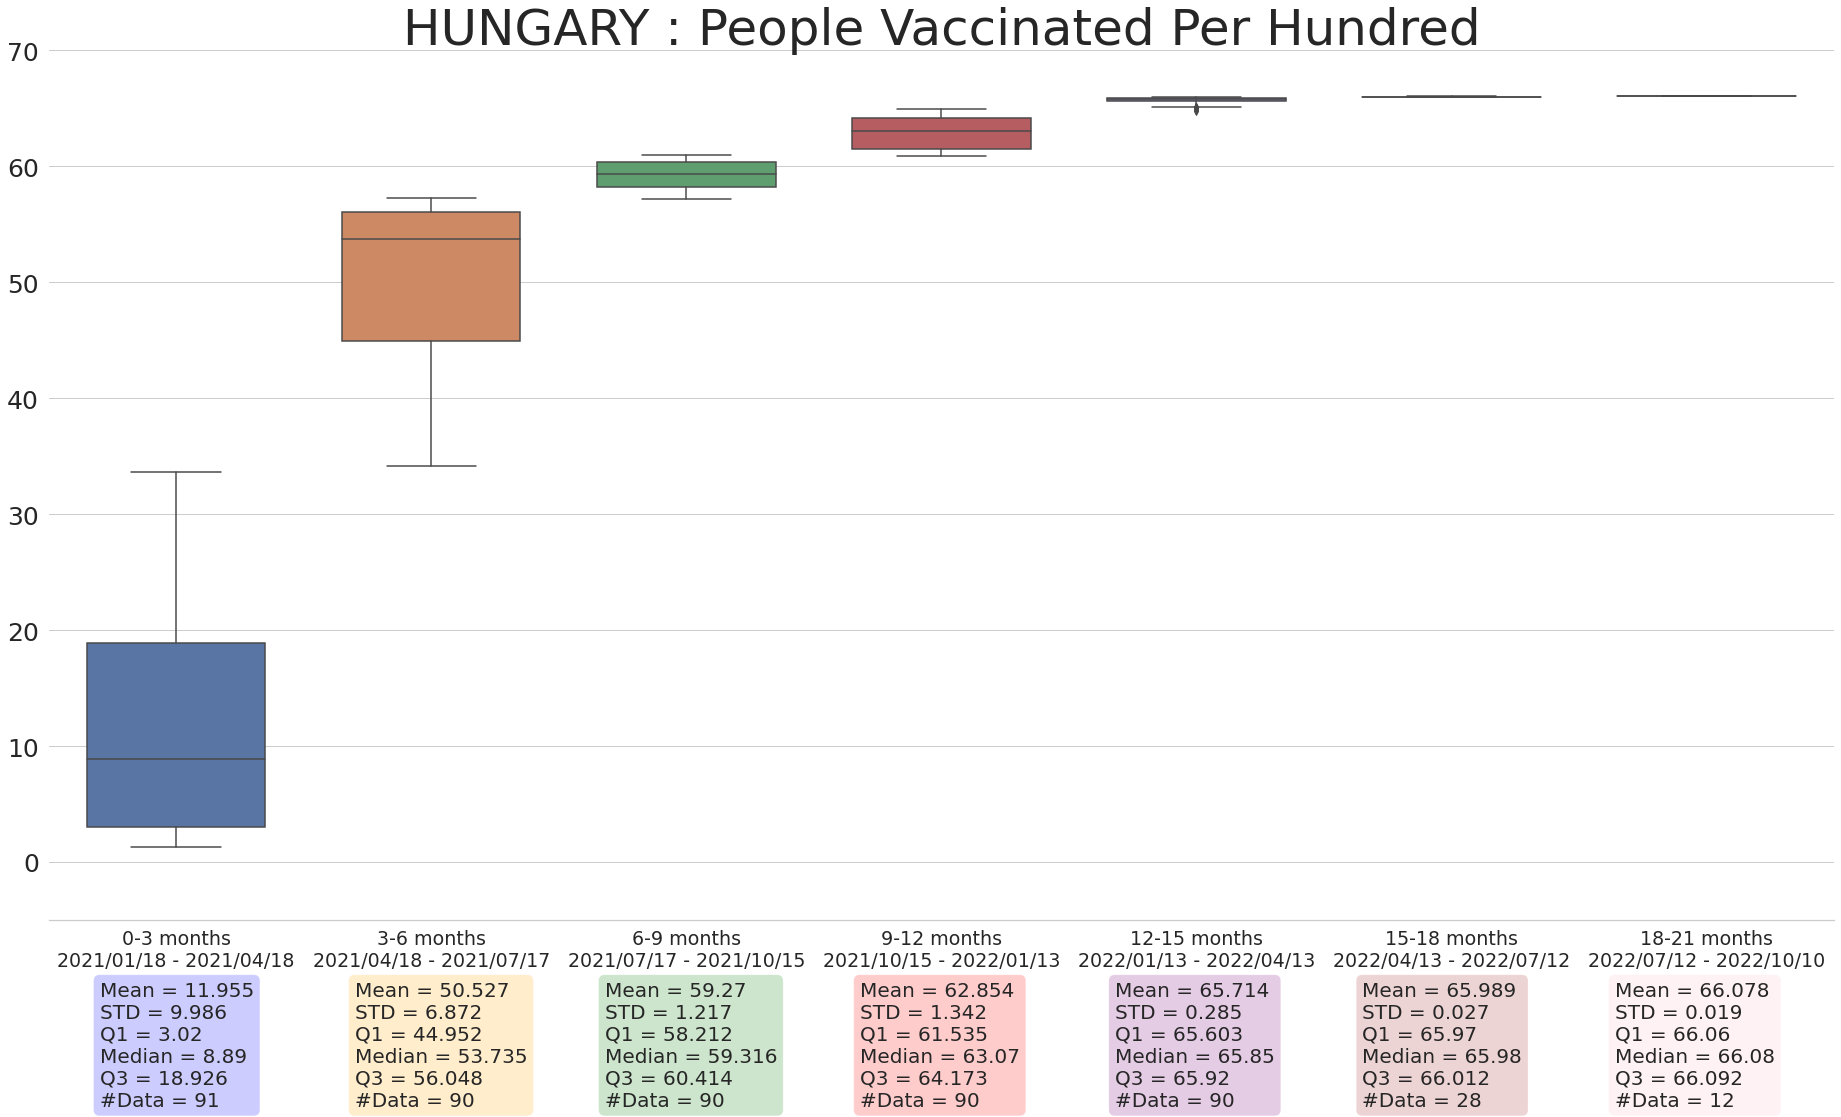 HUNGARY : People Vaccinated Per Hundred
70
60
50
40
30
20
10
0
0-3 months
2021/01/18 - 2021/04/18
Mean = 11.955
STD = 9.986
Q1 = 3.02
Median = 8.89
Q3 = 18.926
#Data = 91
3-6 months
2021/04/18 - 2021/07/17
Mean = 50.527
STD = 6.872
Q1 = 44.952
Median = 53.735
Q3 = 56.048
#Data = 90
6-9 months
2021/07/17 - 2021/10/15
Mean = 59.27
STD = 1.217
Q1 = 58.212
Median = 59.316
Q3 = 60.414
#Data = 90
9-12 months
2021/10/15 - 2022/01/13
Mean = 62.854
STD = 1.342
Q1 = 61.535
Median = 63.07
Q3 = 64.173
#Data = 90
12-15 months
2022/01/13 - 2022/04/13
Mean = 65.714
STD = 0.285
Q1 = 65.603
Median = 65.85
Q3 = 65.92
#Data = 90
15-18 months
2022/04/13 - 2022/07/12
Mean = 65.989
STD = 0.027
Q1 = 65.97
Median = 65.98
Q3 = 66.012
#Data = 28
18-21 months
2022/07/12 - 2022/10/10
Mean = 66.078
STD = 0.019
Q1 = 66.06
Median = 66.08
Q3 = 66.092
#Data = 12